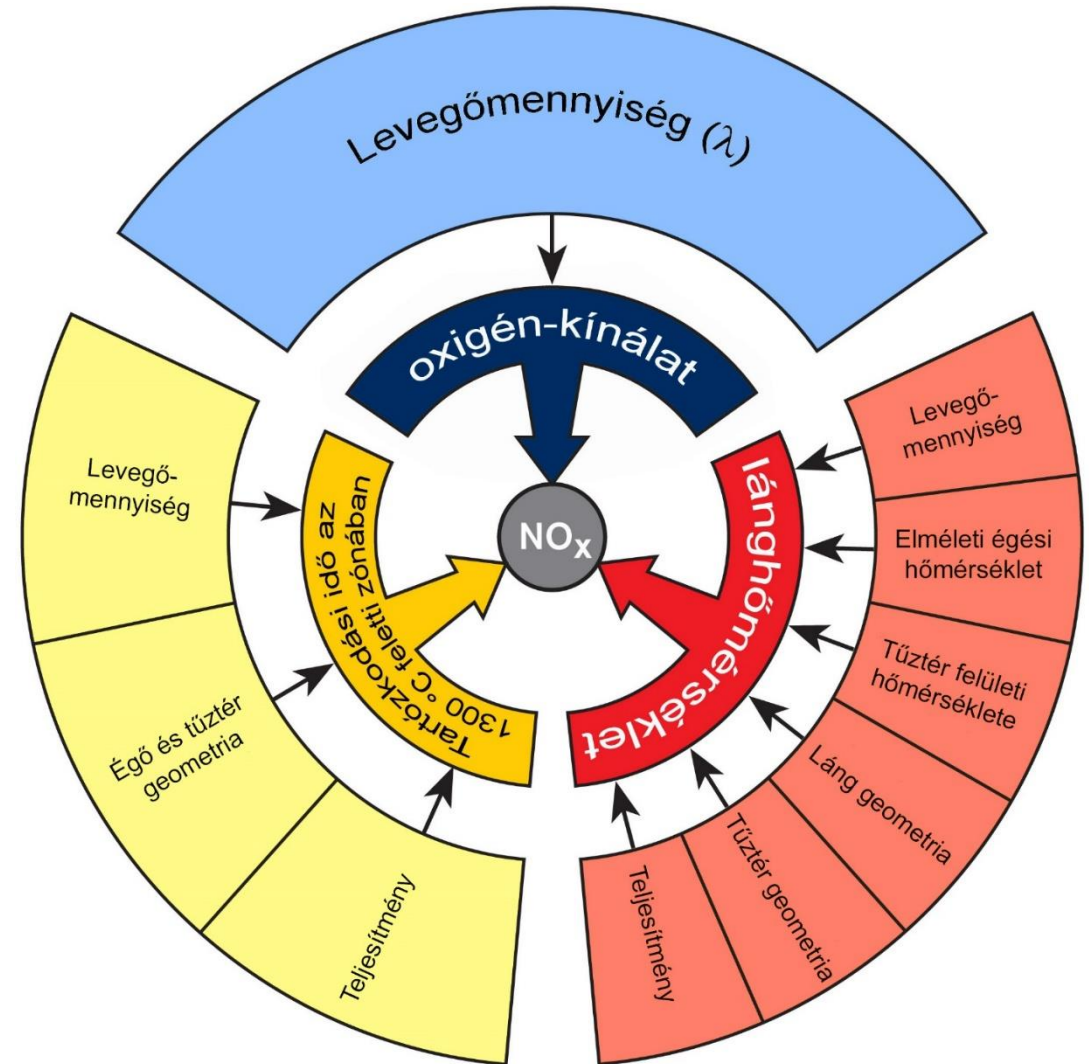 Levegőmennyiség (λ)
oxigén-kínálat
NOx
lánghőmérséklet
Tartózkodási idő az
1300 °C feletti zónában
Levegő-
mennyiség
Égő és tűztér
geometria
Teljesítmény
Levegő-
mennyiség
Elméleti égési
hőmérséklet
Tűztér felületi
hőmérséklete
Láng geometria
Tűztér geometria
Teljesítmény